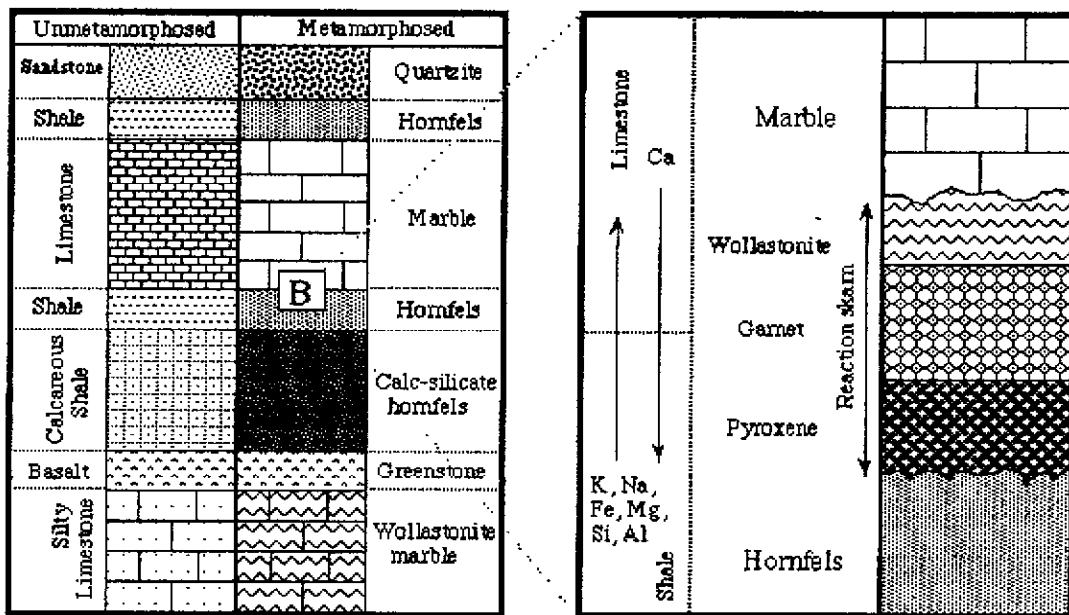 Unmetamorphosed
Metamorphosed
Sandstone
Quartzite
Shale
Hornfels
Limestone
Marble
B
Shale
Hornfels
Calcareous
Shale
Calc-silicate
hornfels
Basalt
Greenstone
Silty
Limestone
Wollastonite
marble
Limestone
Ca
Marble
Wollastonite
Garnet
Reaction skarn
Pyroxene
K, Na,
Fe, Mg,
Si, Al
Shale
Hornfels